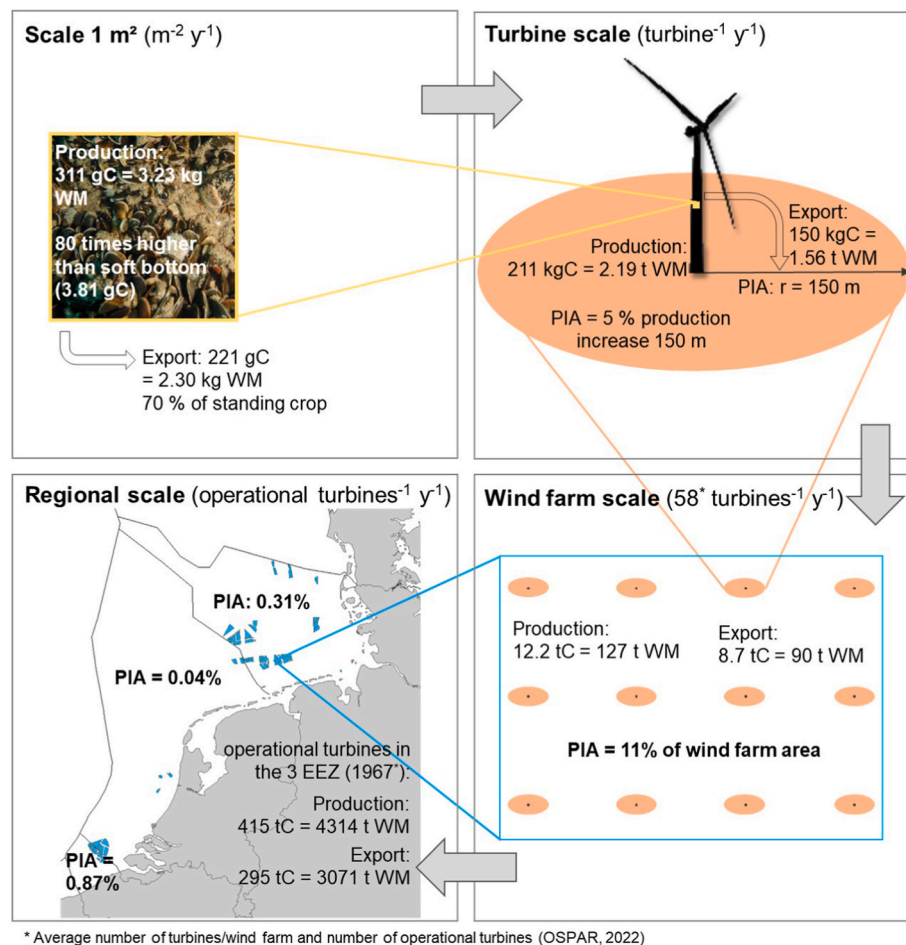 Scale 1 m² (m⁻² y⁻¹)
Production:
311 gC = 3.23 kg
WM
80 times higher
than soft bottom
(3.81 gC)
Export: 221 gC
= 2.30 kg WM
70 % of standing crop
Turbine scale (turbine⁻¹ y⁻¹)
Export:
150 kgC =
1.56 t WM
Production:
211 kgC = 2.19 t WM
PIA: r = 150 m
PIA = 5 % production
increase 150 m
Regional scale (operational turbines⁻¹ y⁻¹)
PIA: 0.31%
PIA = 0.04%
operational turbines in
the 3 EEZ (1967*):
Production:
415 tC = 4314 t WM
Export:
295 tC = 3071 t WM
PIA =
0.87%
Wind farm scale (58* turbines⁻¹ y⁻¹)
Production:
12.2 tC = 127 t WM
Export:
8.7 tC = 90 t WM
PIA = 11% of wind farm area
* Average number of turbines/wind farm and number of operational turbines (OSPAR, 2022)